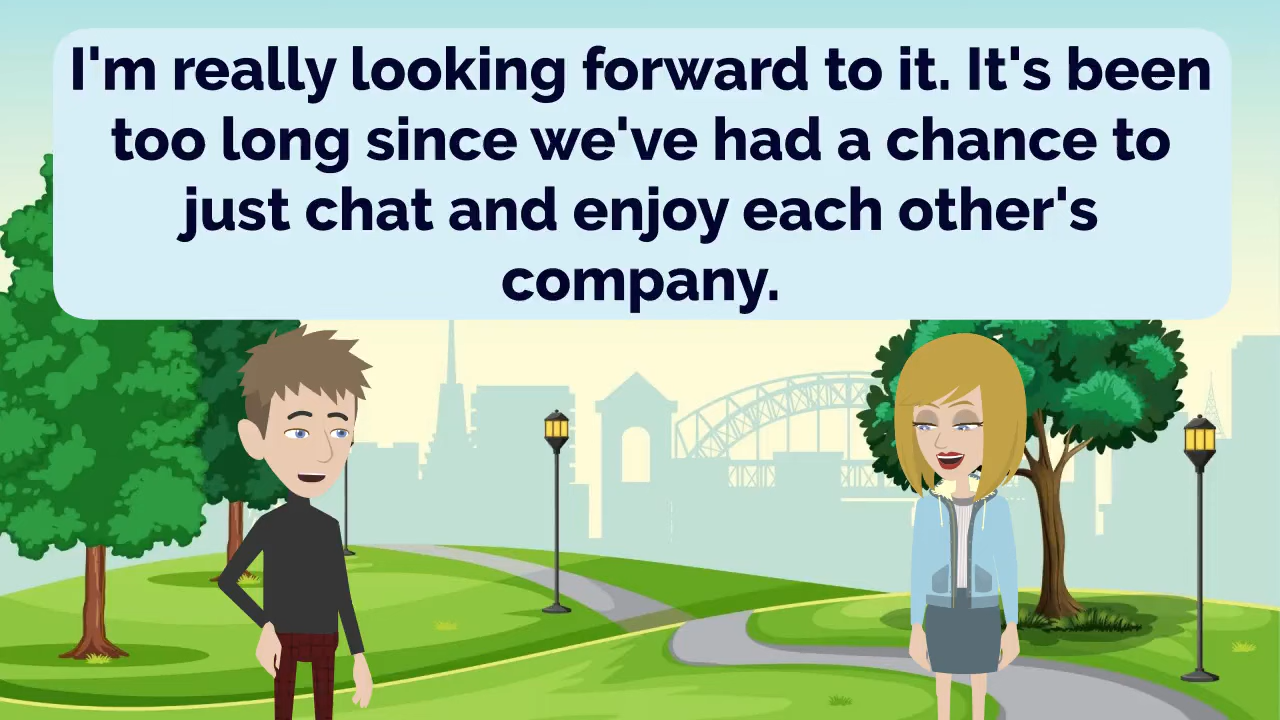 I'm really looking forward to it. It's been
too long since we've had a chance to
just chat and enjoy each other's
company.